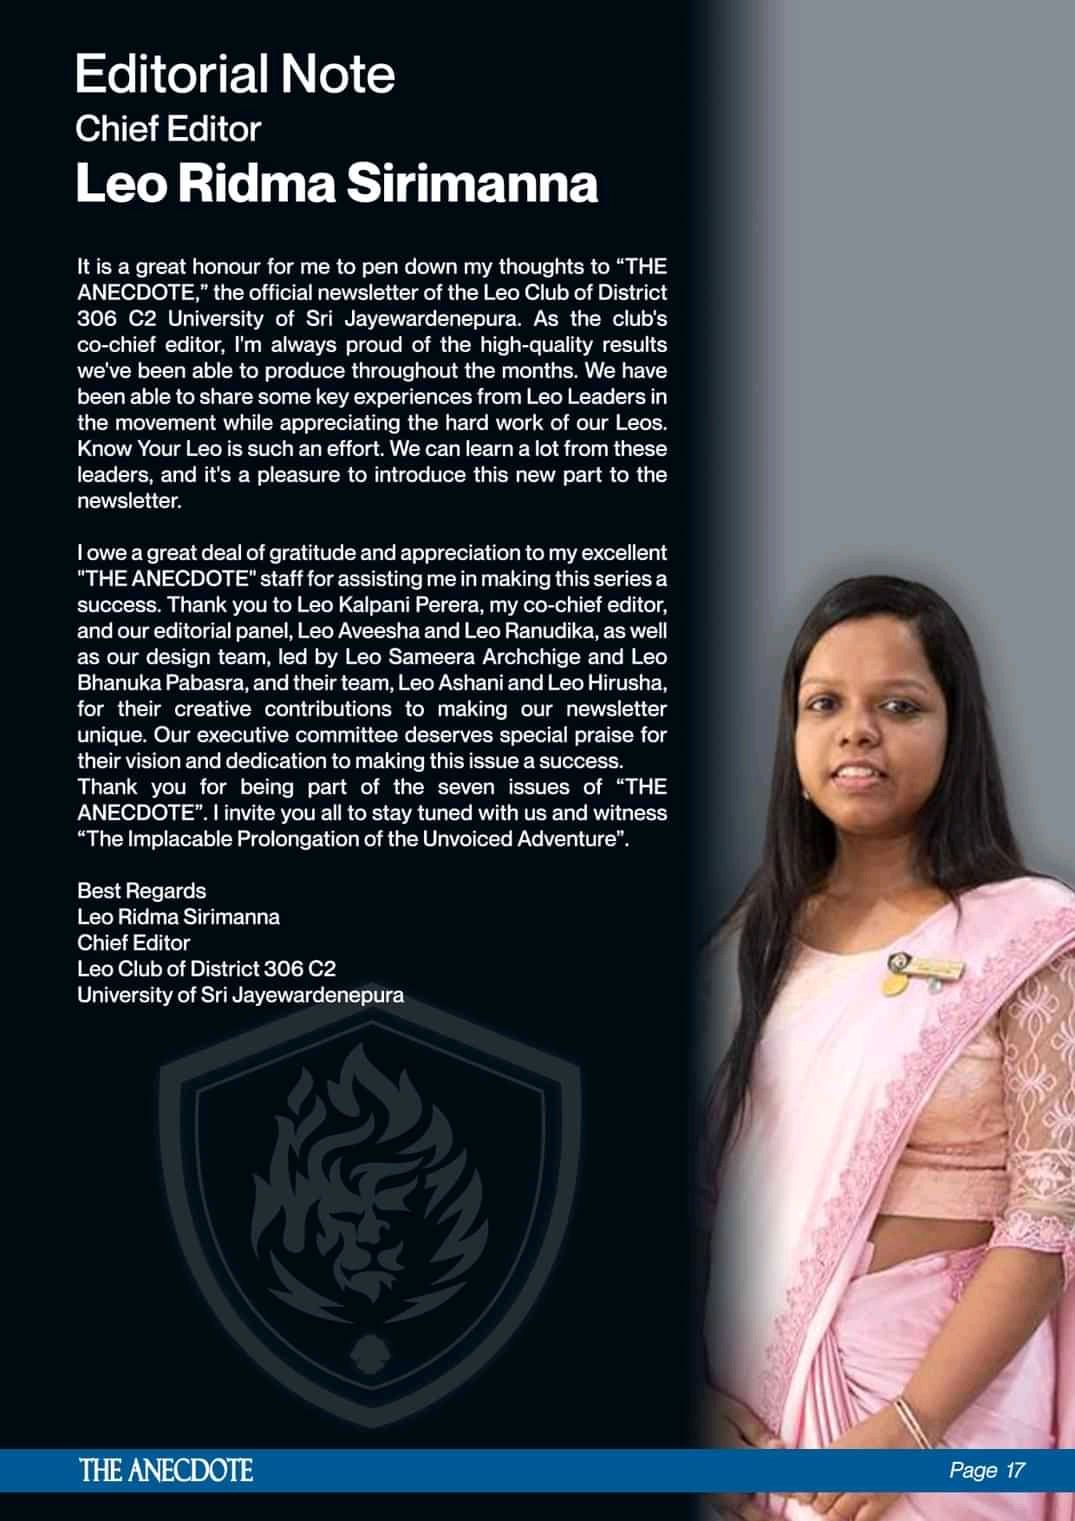 Editorial Note
Chief Editor
Leo Ridma Sirimanna
It is a great honour for me to pen down my thoughts to “THE
ANECDOTE,” the official newsletter of the Leo Club of District
306 C2 University of Sri Jayewardenepura. As the club's
co-chief editor, I'm always proud of the high-quality results
we've been able to produce throughout the months. We have
been able to share some key experiences from Leo Leaders in
the movement while appreciating the hard work of our Leos.
Know Your Leo is such an effort. We can learn a lot from these
leaders, and it's a pleasure to introduce this new part to the
newsletter.
I owe a great deal of gratitude and appreciation to my excellent
"THE ANECDOTE" staff for assisting me in making this series a
success. Thank you to Leo Kalpani Perera, my co-chief editor,
and our editorial panel, Leo Aveesha and Leo Ranudika, as well
as our design team, led by Leo Sameera Archchige and Leo
Bhanuka Pabasra, and their team, Leo Ashani and Leo Hirusha,
for their creative contributions to making our newsletter
unique. Our executive committee deserves special praise for
their vision and dedication to making this issue a success.
Thank you for being part of the seven issues of “THE
ANECDOTE”. I invite you all to stay tuned with us and witness
“The Implacable Prolongation of the Unvoiced Adventure”.
Best Regards
Leo Ridma Sirimanna
Chief Editor
Leo Club of District 306 C2
University of Sri Jayewardenepura
THE ANECDOTE
Page 17